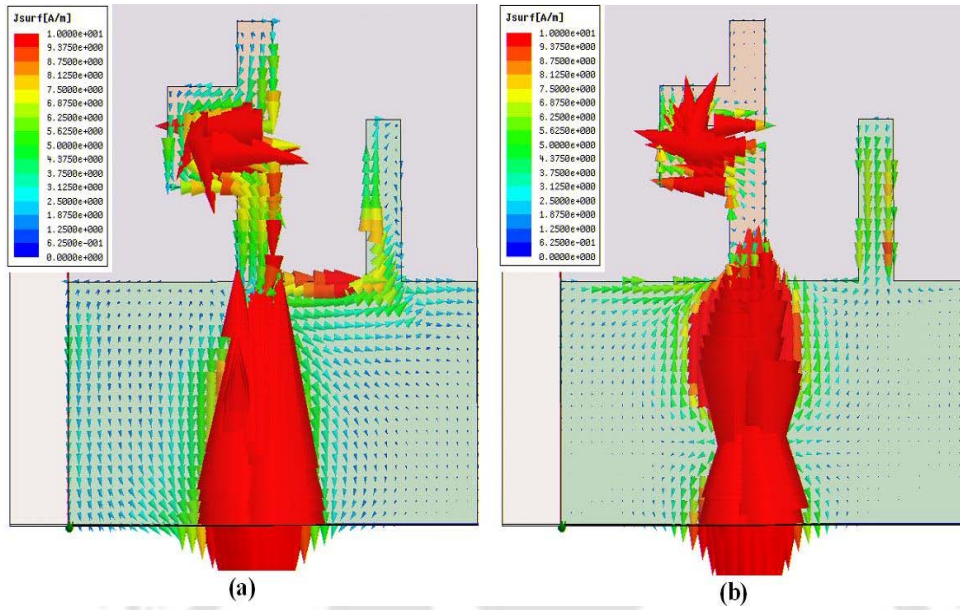 Jsurf[A/m]
1.0000e+001
9.3750e+000
8.7500e+000
8.1250e+000
7.5000e+000
6.8750e+000
6.2500e+000
5.6250e+000
5.0000e+000
4.3750e+000
3.7500e+000
3.1250e+000
2.5000e+000
1.8750e+000
1.2500e+000
6.2500e-001
0.0000e+000
Jsurf[A/m]
1.0000e+001
9.3750e+000
8.7500e+000
8.1250e+000
7.5000e+000
6.8750e+000
6.2500e+000
5.6250e+000
5.0000e+000
4.3750e+000
3.7500e+000
3.1250e+000
2.5000e+000
1.8750e+000
1.2500e+000
6.2500e-001
0.0000e+000
(a)
(b)